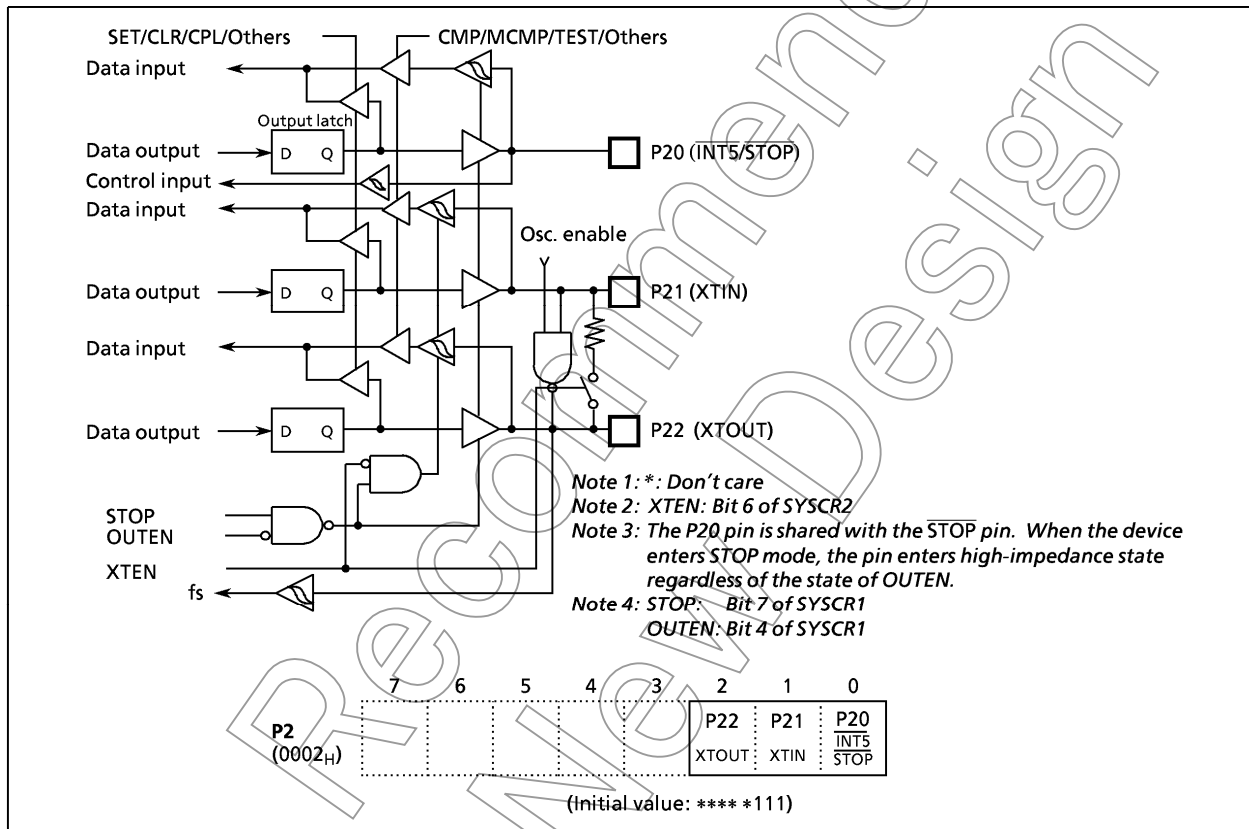 SET/CLR/CPL/Others CMP/MCMP/TEST/Others
Data input
Output latch
Data output D Q P20 (INT5/STOP)
Control input
Data input
Osc. enable
Data output D Q P21 (XTIN)
Data input
Data output D Q P22 (XTOUT)
STOP
OUTEN
XTEN
fs
Note 1: *: Don't care
Note 2: XTEN: Bit 6 of SYSCR2
Note 3: The P20 pin is shared with the STOP pin. When the device
enters STOP mode, the pin enters high-impedance state
regardless of the state of OUTEN.
Note 4: STOP: Bit 7 of SYSCR1
OUTEN: Bit 4 of SYSCR1
7 6 5 4 3 2 1 0
P2
(0002H)
P22 P21 P20
XTOUT XTIN INT5
STOP
(Initial value: **** *111)
Recommend
New Design